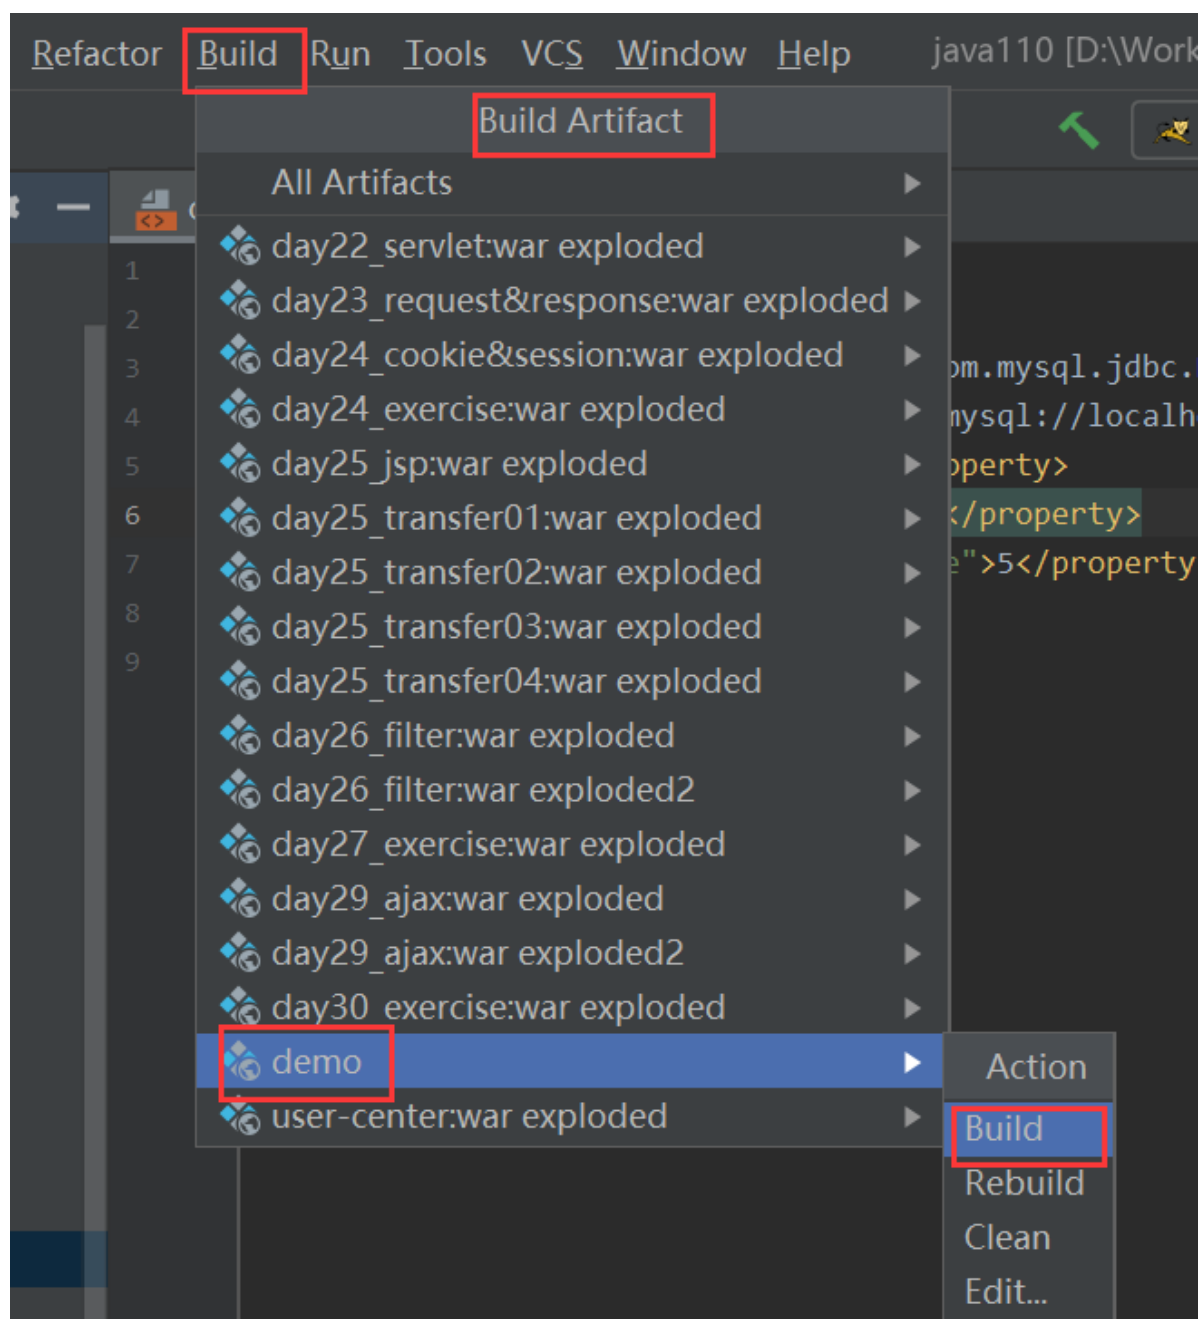 Refactor Build Run Tools VCS Window Help java110 [D:\Work
Build Artifact
All Artifacts
day22_servlet:war exploded
1
day23_request&response:war exploded
2
day24_cookie&session:war exploded
3 om.mysql.jdbc.
day24_exercise:war exploded
4 mysql://localh
day25_jsp:war exploded
5 operty>
day25_transfer01:war exploded
6 </property>
day25_transfer02:war exploded
7 e">5</property
day25_transfer03:war exploded
8
day25_transfer04:war exploded
9
day26_filter:war exploded
day26_filter:war exploded2
day27_exercise:war exploded
day29_ajax:war exploded
day29_ajax:war exploded2
day30_exercise:war exploded
demo
Action
user-center:war exploded
Build
Rebuild
Clean
Edit...